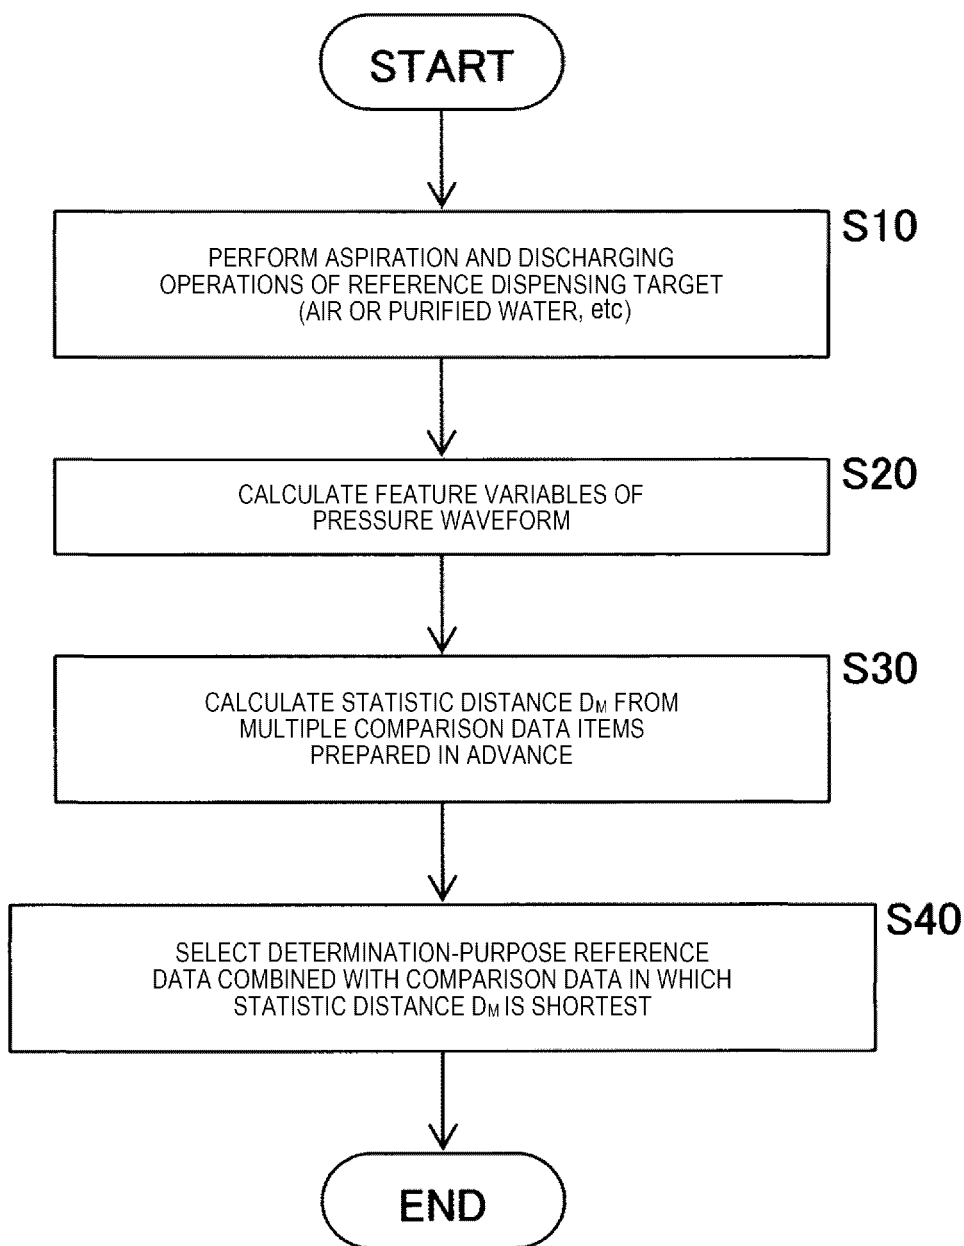 START
S10
PERFORM ASPIRATION AND DISCHARGING
OPERATIONS OF REFERENCE DISPENSING TARGET
(AIR OR PURIFIED WATER, etc)
S20
CALCULATE FEATURE VARIABLES OF
PRESSURE WAVEFORM
S30
CALCULATE STATISTIC DISTANCE DM FROM
MULTIPLE COMPARISON DATA ITEMS
PREPARED IN ADVANCE
S40
SELECT DETERMINATION-PURPOSE REFERENCE
DATA COMBINED WITH COMPARISON DATA IN WHICH
STATISTIC DISTANCE DM IS SHORTEST
END